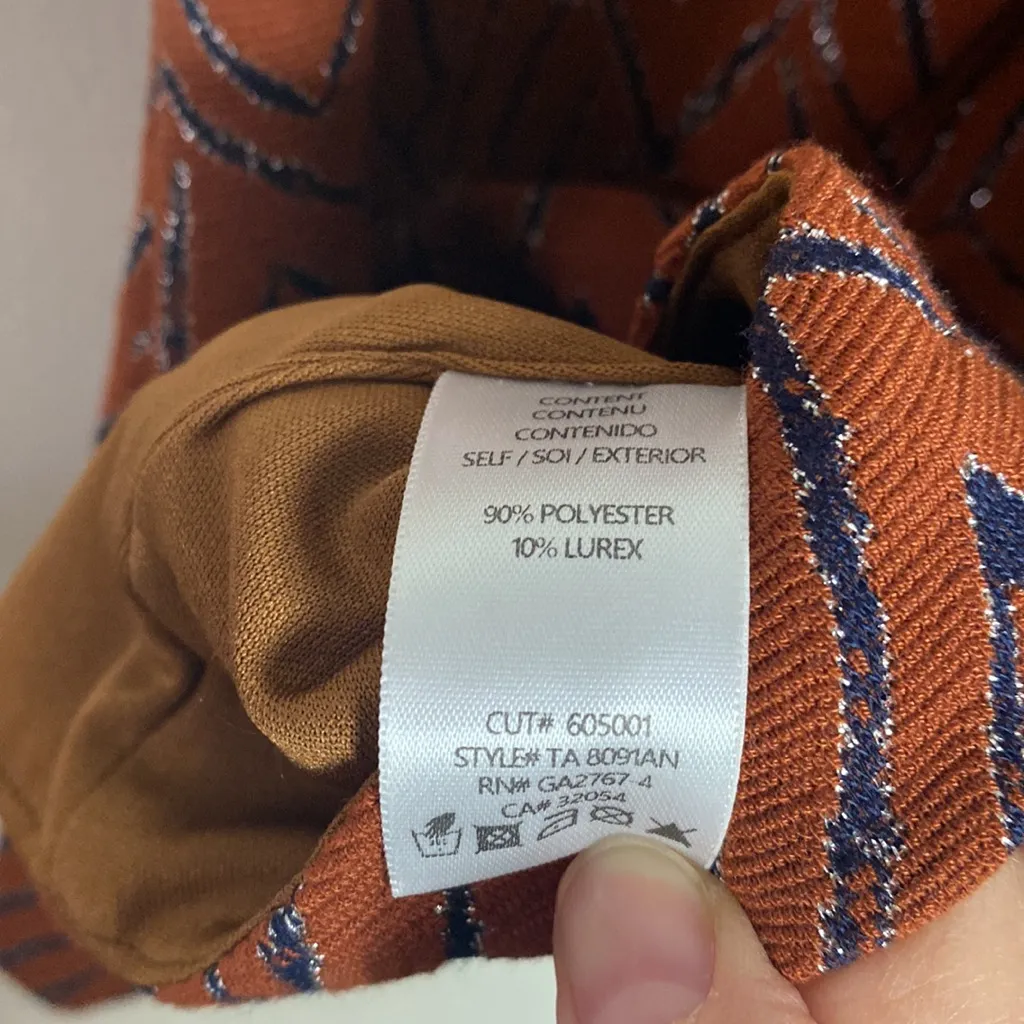 CONTENT
CONTENU
CONTENIDO
SELF / SOI / EXTERIOR
90% POLYESTER
10% LUREX
CUT# 605001
STYLE# TA 8091AN
RN# GA2767-4
CA# 32054